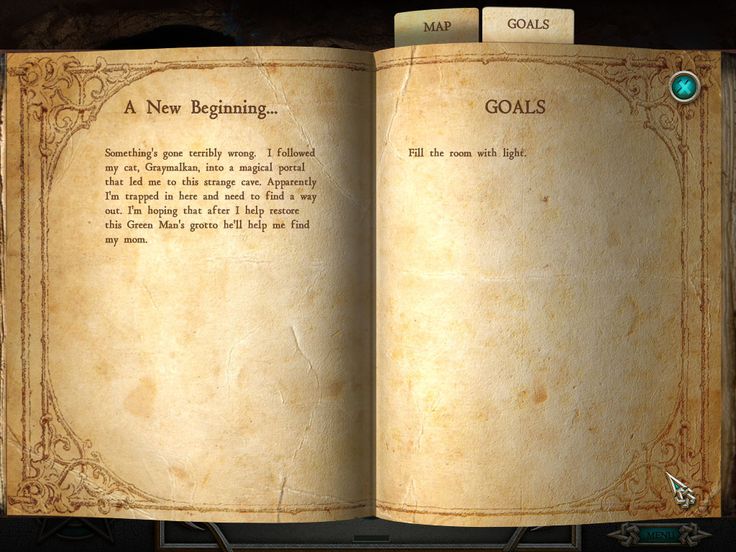 MAP
GOALS
A New Beginning...
Something's gone terribly wrong. I followed
my cat, Graymalkan, into a magical portal
that led me to this strange cave. Apparently
I'm trapped in here and need to find a way
out. I'm hoping that after I help restore
this Green Man's grotto he'll help me find
my mom.
GOALS
Fill the room with light.
MENU